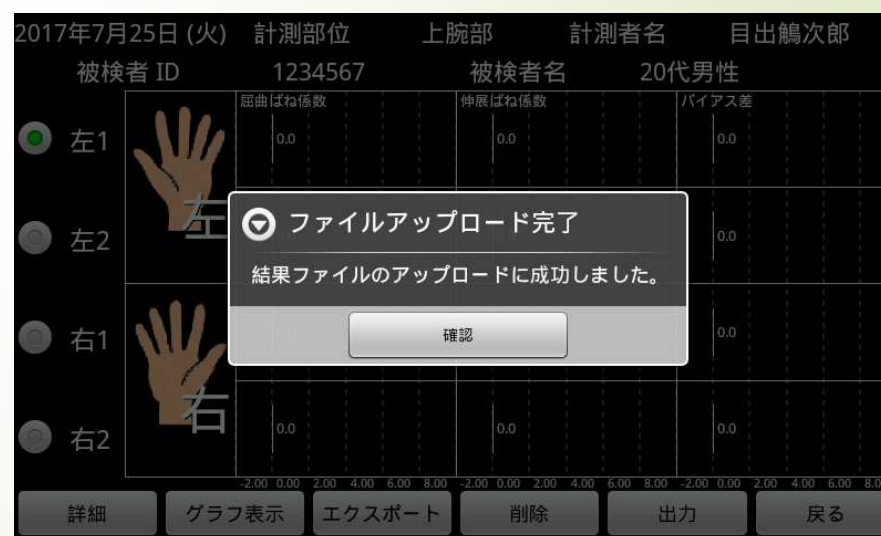 2017年7月25日 (火) 計測部位 上腕部 計測者名 目出鵤次郎
被検者 ID 1234567 被検者名 20代男性
屈曲ばね係数 伸展ばね係数 バイアス差
左1 0.0 0.0 0.0
左
ファイルアップロード完了
左2 0.0
結果ファイルのアップロードに成功しました。
確認
右1 0.0
右
右2 0.0 0.0 0.0
-2.00 0.00 2.00 4.00 6.00 8.00 -2.00 0.00 2.00 4.00 6.00 8.00 -2.00 0.00 2.00 4.00 6.00 8.0
詳細 グラフ表示 エクスポート 削除 出力 戻る